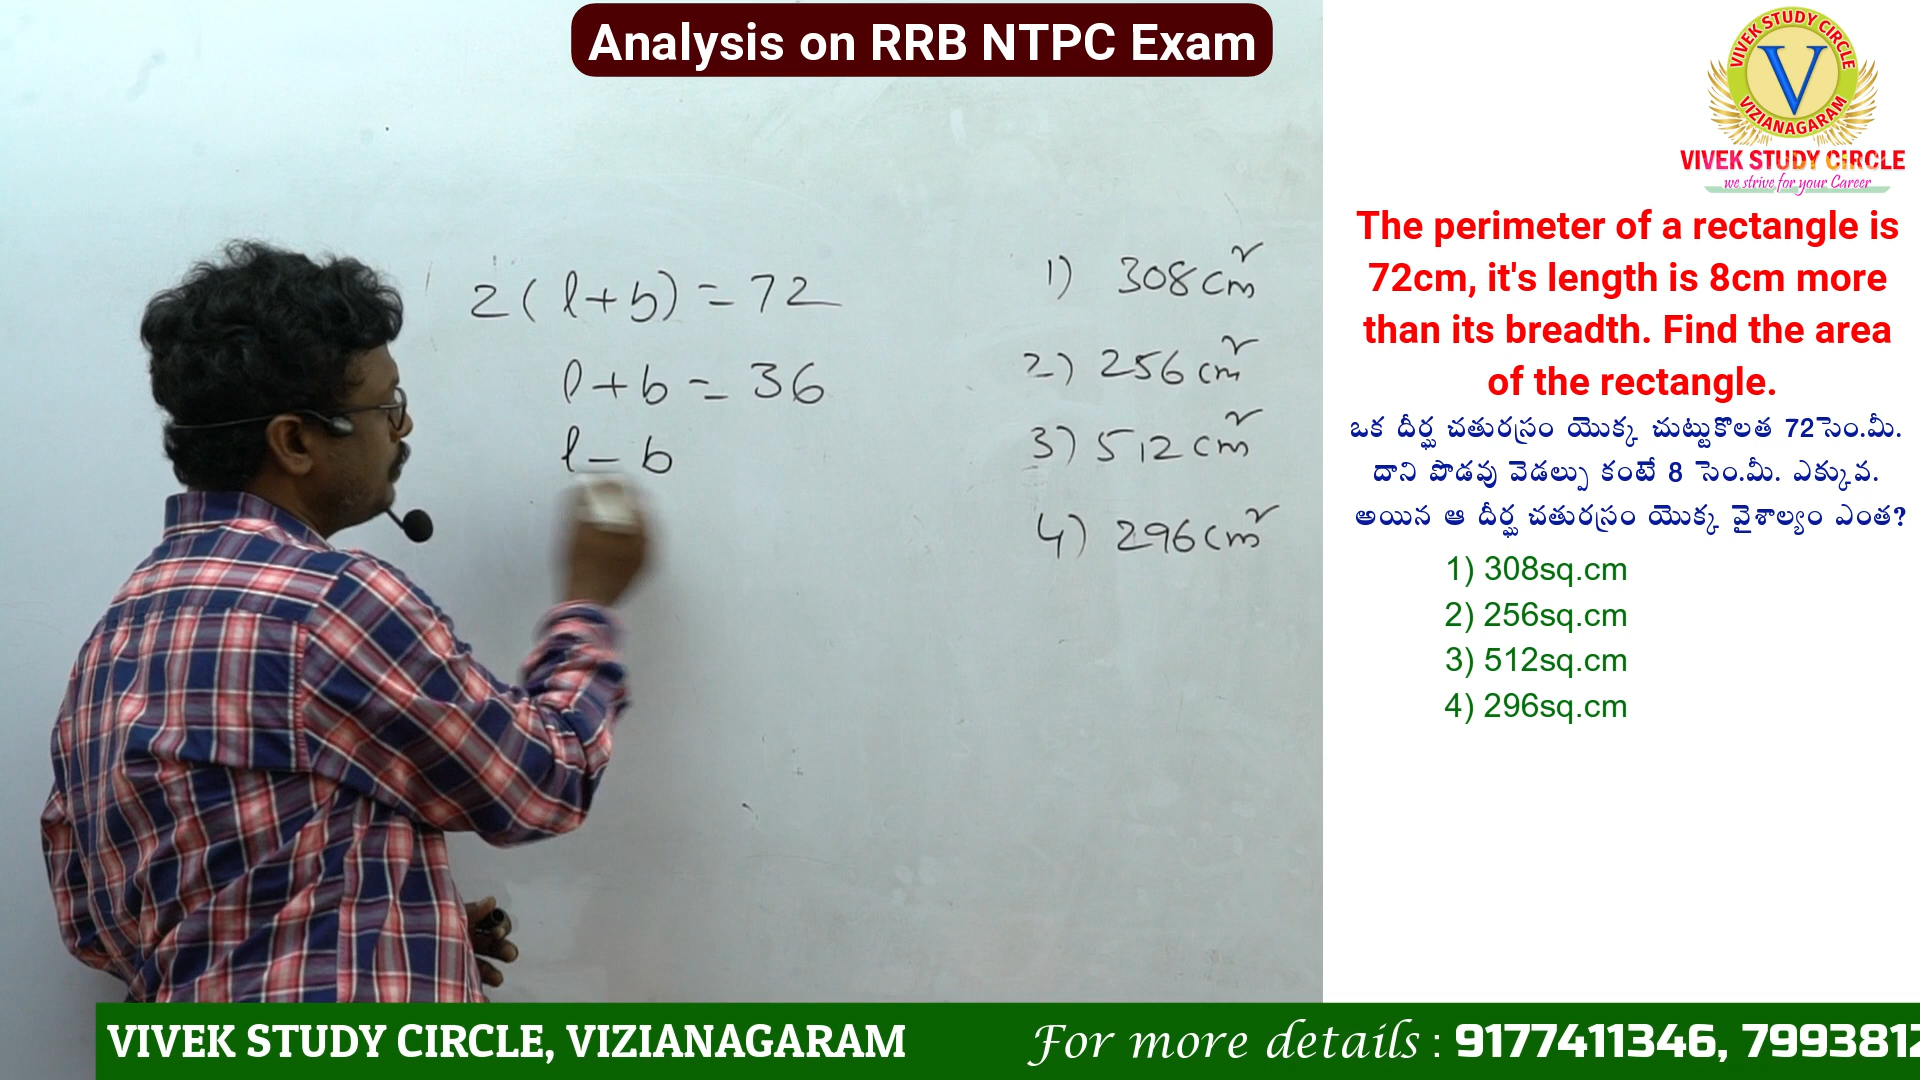 Analysis on RRB NTPC Exam
VIVEK STUDY CIRCLE
V
VIZIANAGARAM
VIVEK STUDY CIRCLE
we strive for your Career
2(l+b)=72
l+b=36
l-b
1) 308cm²
2) 256cm²
3) 512cm²
4) 296cm²
The perimeter of a rectangle is
72cm, it's length is 8cm more
than its breadth. Find the area
of the rectangle.
ఒక దీర్ఘ చతురస్రం యొక్క చుట్టుకొలత 72సెం.మీ.
దాని పొడవు వెడల్పు కంటే 8 సెం.మీ. ఎక్కువ.
అయిన ఆ దీర్ఘ చతురస్రం యొక్క వైశాల్యం ఎంత?
1) 308sq.cm
2) 256sq.cm
3) 512sq.cm
4) 296sq.cm
VIVEK STUDY CIRCLE, VIZIANAGARAM For more details : 9177411346,